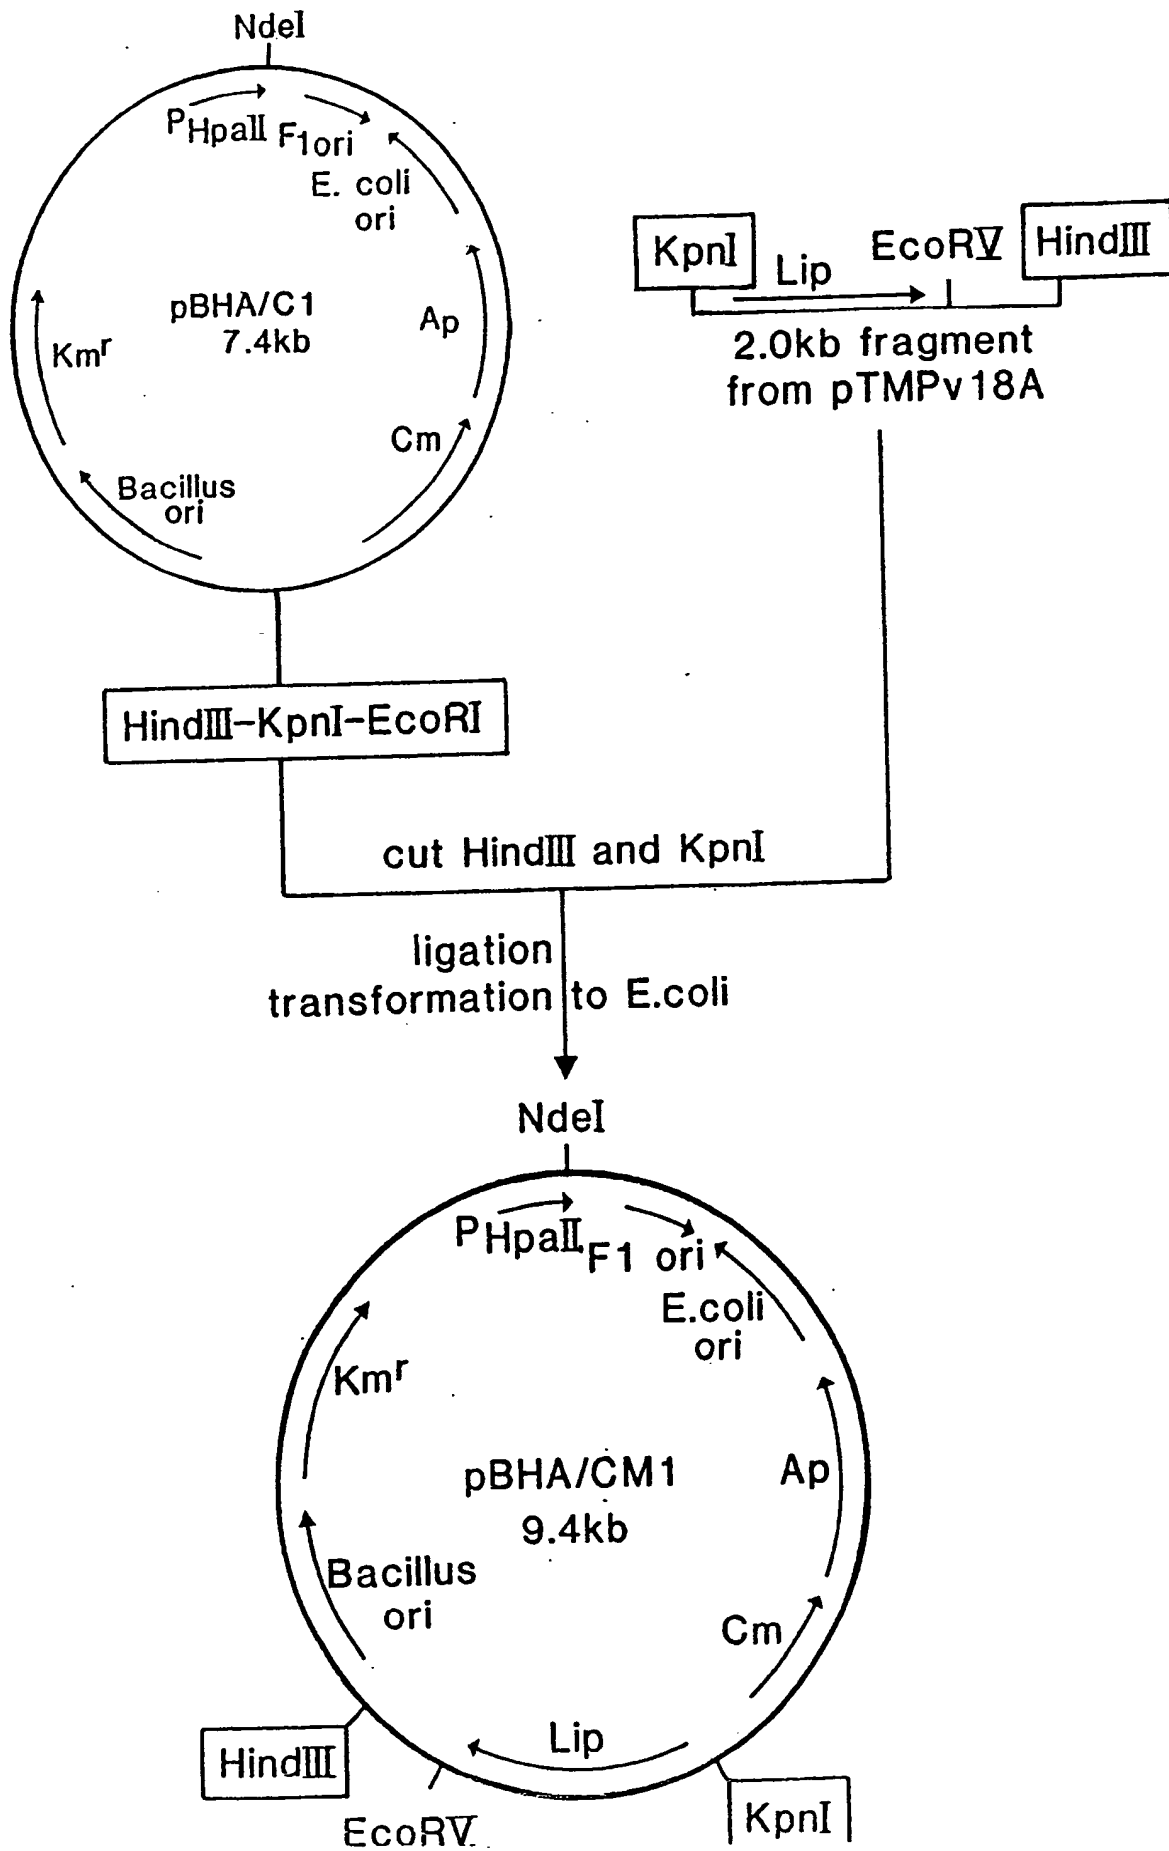 NdeI
PHpaII
F1ori
E. coli
ori
pBHA/C1
7.4kb
Ap
Kmr
Cm
Bacillus
ori
KpnI
Lip
EcoRV
HindIII
2.0kb fragment
from pTMPv18A
HindIII-KpnI-EcoRI
cut HindIII and KpnI
ligation
transformation to E.coli
NdeI
PHpaII
F1 ori
E.coli
ori
Kmr
pBHA/CM1
9.4kb
Ap
Bacillus
ori
Cm
Lip
HindIII
EcoRV
KpnI